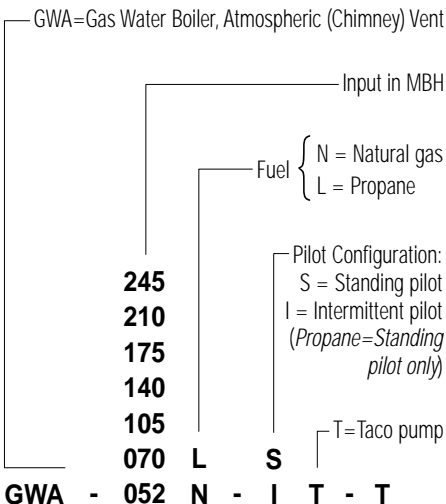 GWA=Gas Water Boiler, Atmospheric (Chimney) Vent
Input in MBH
Fuel
N = Natural gas
L = Propane
Pilot Configuration:
S = Standing pilot
I = Intermittent pilot
(Propane=Standing
pilot only)
T=Taco pump
245
210
175
140
105
070 L S
GWA - 052 N - I T - T